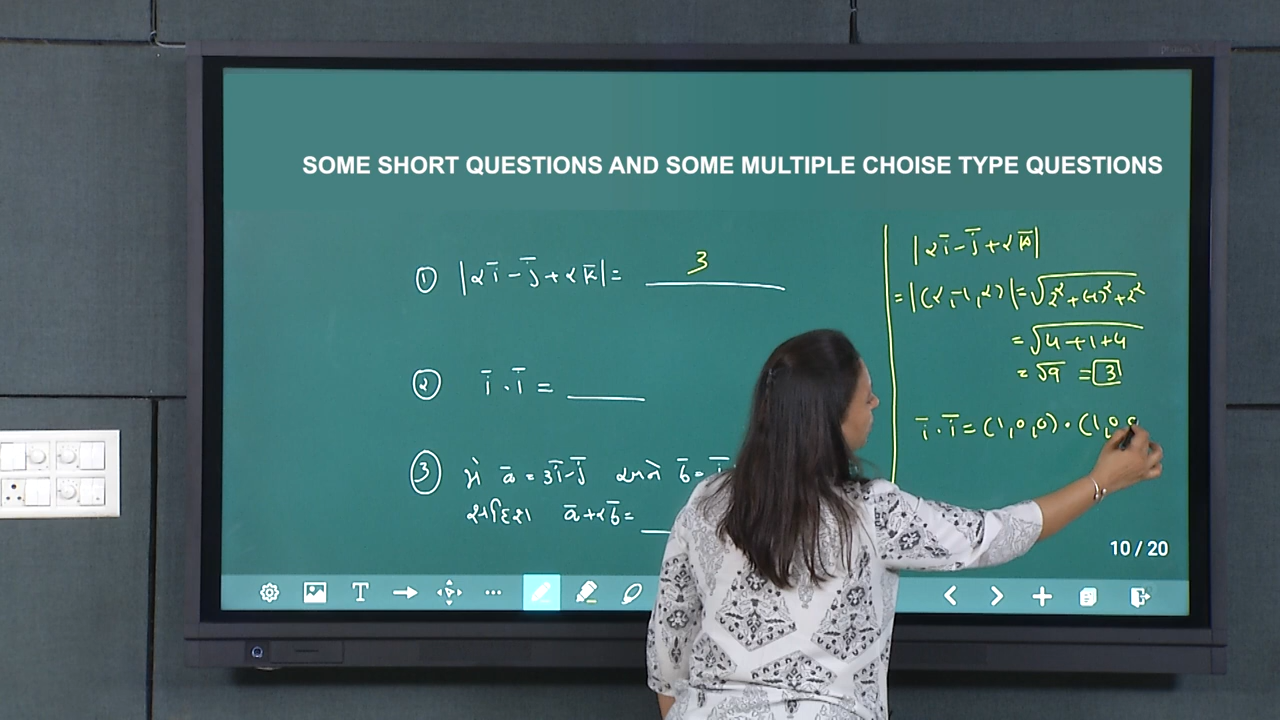 SOME SHORT QUESTIONS AND SOME MULTIPLE CHOISE TYPE QUESTIONS
① |2i̅ - j̅ + 2k̅| = 3
② i̅ . i̅ = ____
③ જો a̅ = 3i̅ - j̅ અને b̅ = i̅
સદિશ a̅ + 2b̅ = __
|2i̅ - j̅ + 2k̅|
= |(2, -1, 2)| = √2² + (-1)² + 2²
= √4 + 1 + 4
= √9 = 3
i̅ . i̅ = (1, 0, 0) . (1, 0, 0
10 / 20
T